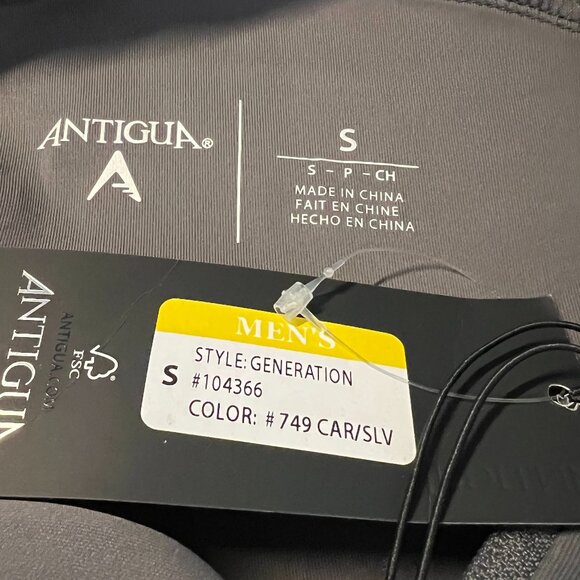 ANTIGUA®
S
S - P - CH
MADE IN CHINA
FAIT EN CHINE
HECHO EN CHINA
ANTIGUA.COM
FSC
MEN'S
S
STYLE: GENERATION
#104366
COLOR: #749 CAR/SLV